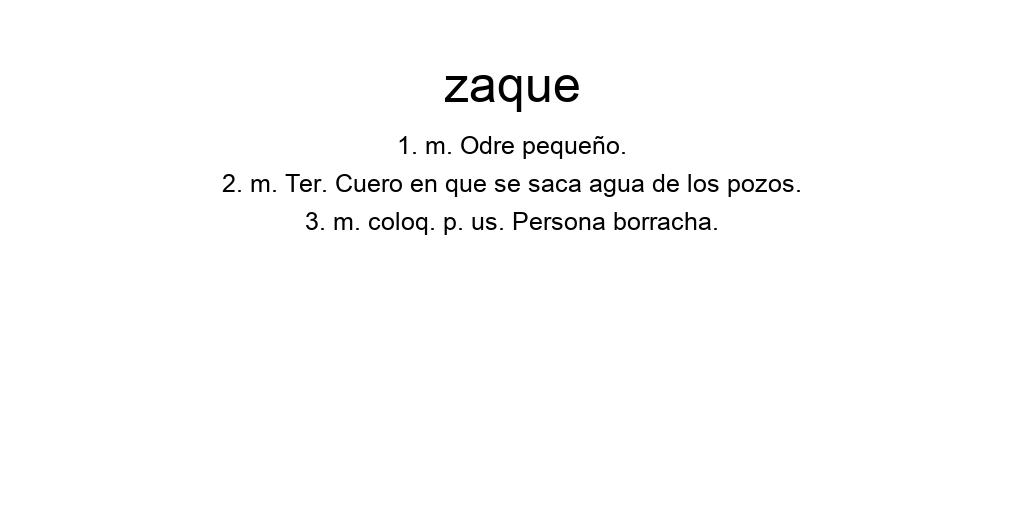 zaque
1. m. Odre pequeño.
2. m. Ter. Cuero en que se saca agua de los pozos.
3. m. coloq. p. us. Persona borracha.